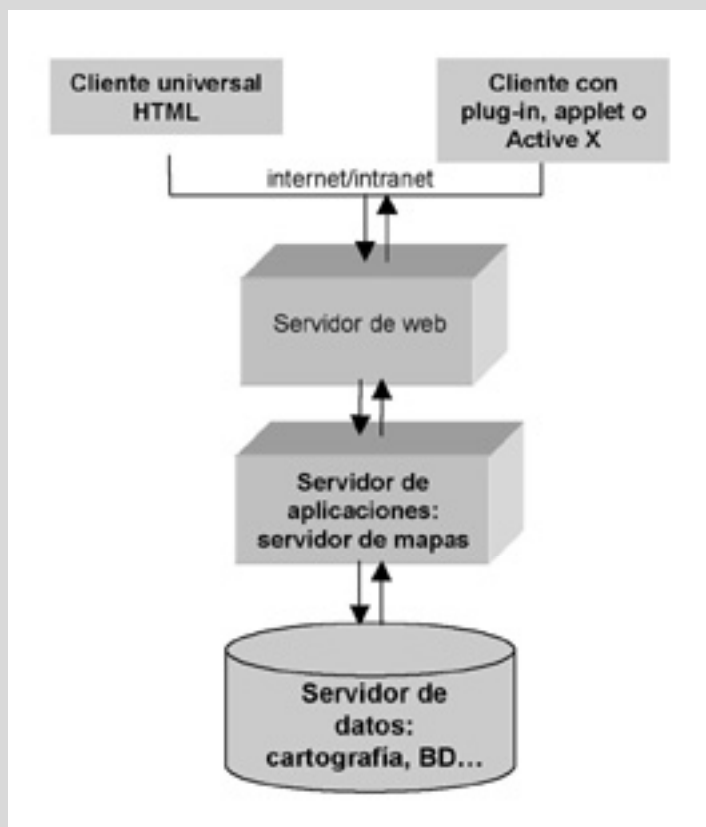 Cliente universal
HTML
Cliente con
plug-in, applet o
Active X
internet/intranet
Servidor de web
Servidor de
aplicaciones:
servidor de mapas
Servidor de
datos:
cartografía, BD...